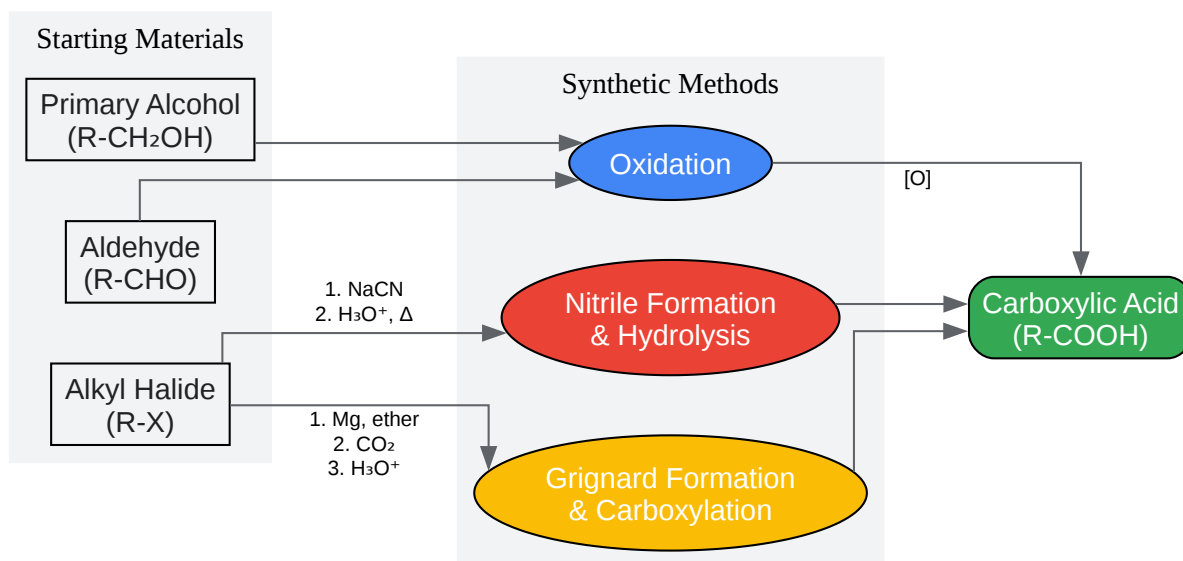 Starting Materials
Primary Alcohol
(R-CH₂OH)
Aldehyde
(R-CHO)
Alkyl Halide
(R-X)
Synthetic Methods
Oxidation
[O]
1. NaCN
2. H₃O⁺, Δ
Nitrile Formation
& Hydrolysis
1. Mg, ether
2. CO₂
3. H₃O⁺
Grignard Formation
& Carboxylation
Carboxylic Acid
(R-COOH)